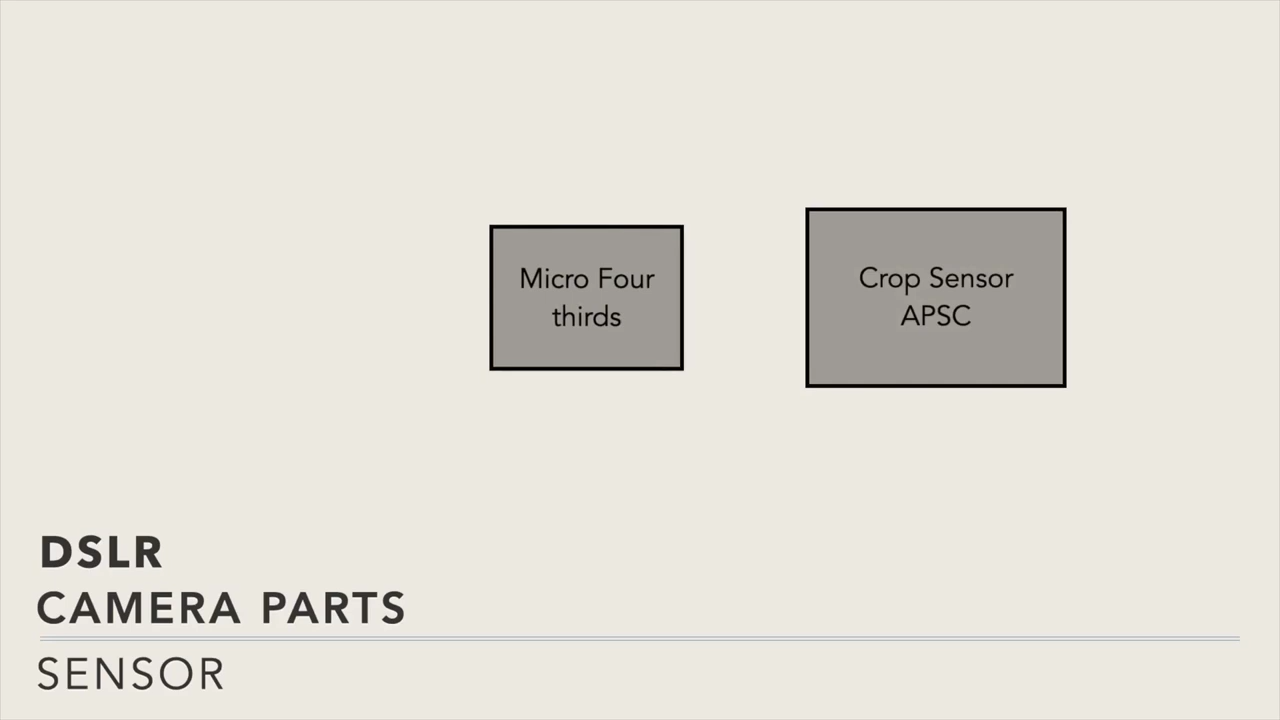 Micro Four
thirds
Crop Sensor
APSC
DSLR
CAMERA PARTS
SENSOR